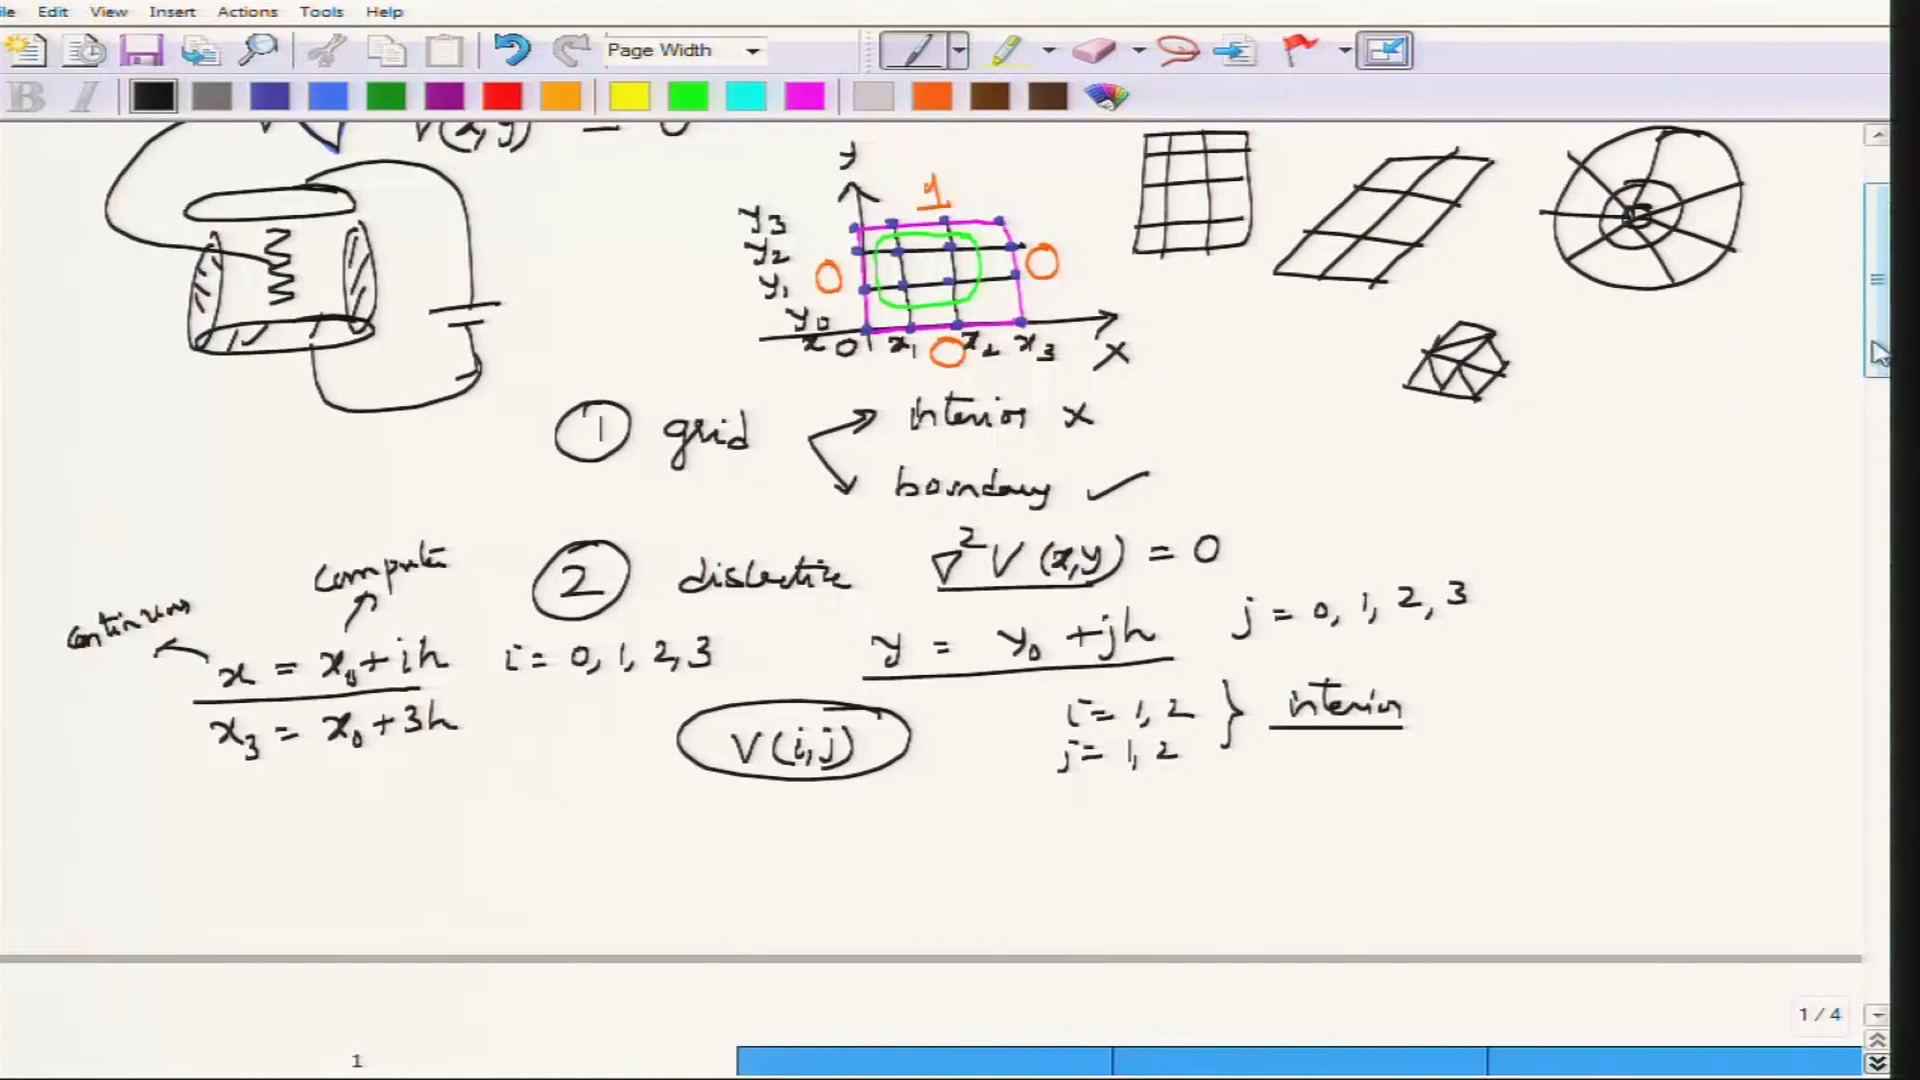 Edit View Insert Actions Tools Help
Page Width
B I
V(x,y) = 0
y
1
y3
y2
0 0
y1
y0
x0 x1 0 x2 x3 X
1 grid interior x
boundary ✓
2 discretize ∇²V(x,y) = 0
computer
continuous
x = x0+ih i = 0, 1, 2, 3
y = y0 + jh j = 0, 1, 2, 3
x3 = x0+3h
V(i,j)
i = 1, 2 } interior
j = 1, 2
1 / 4
1